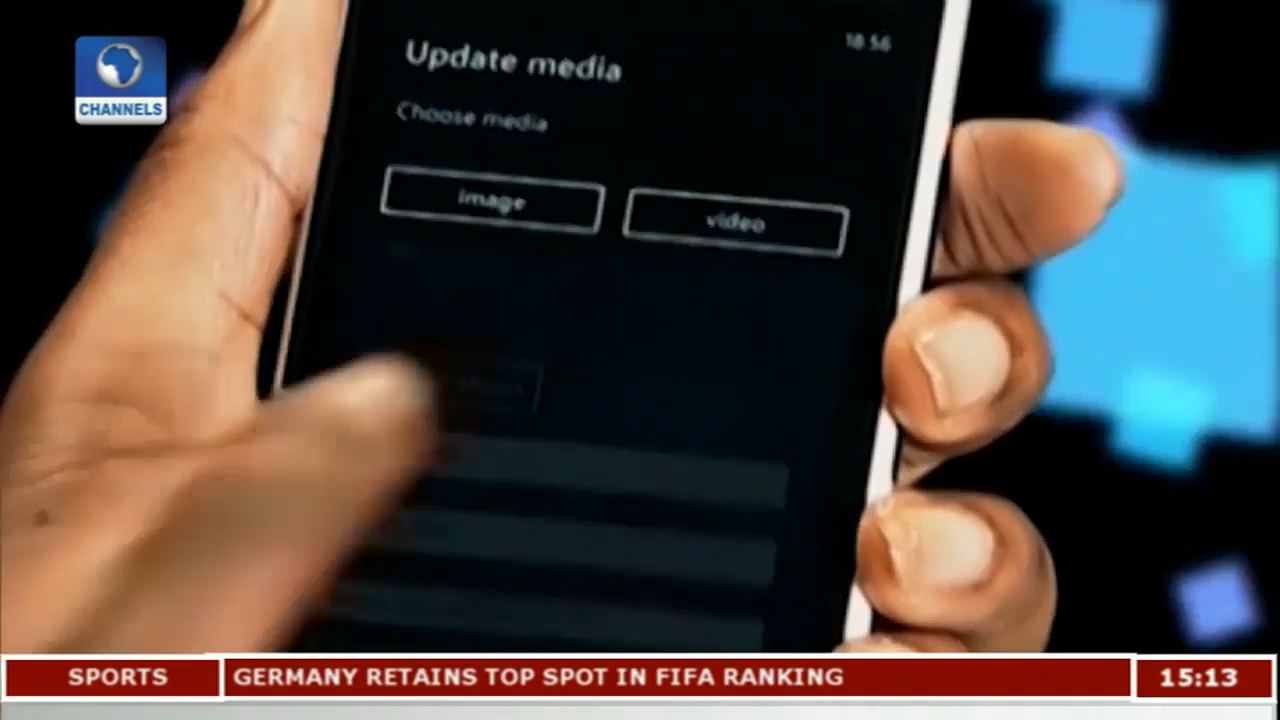 CHANNELS
18:56
Update media
Choose media
image
video
SPORTS
GERMANY RETAINS TOP SPOT IN FIFA RANKING
15:13